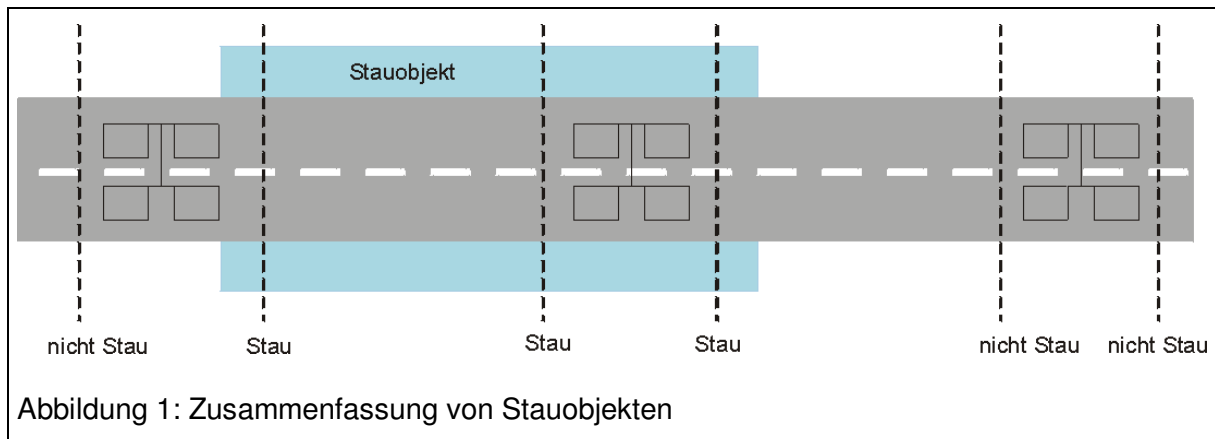 Stauobjekt
nicht Stau Stau Stau Stau nicht Stau nicht Stau
Abbildung 1: Zusammenfassung von Stauobjekten